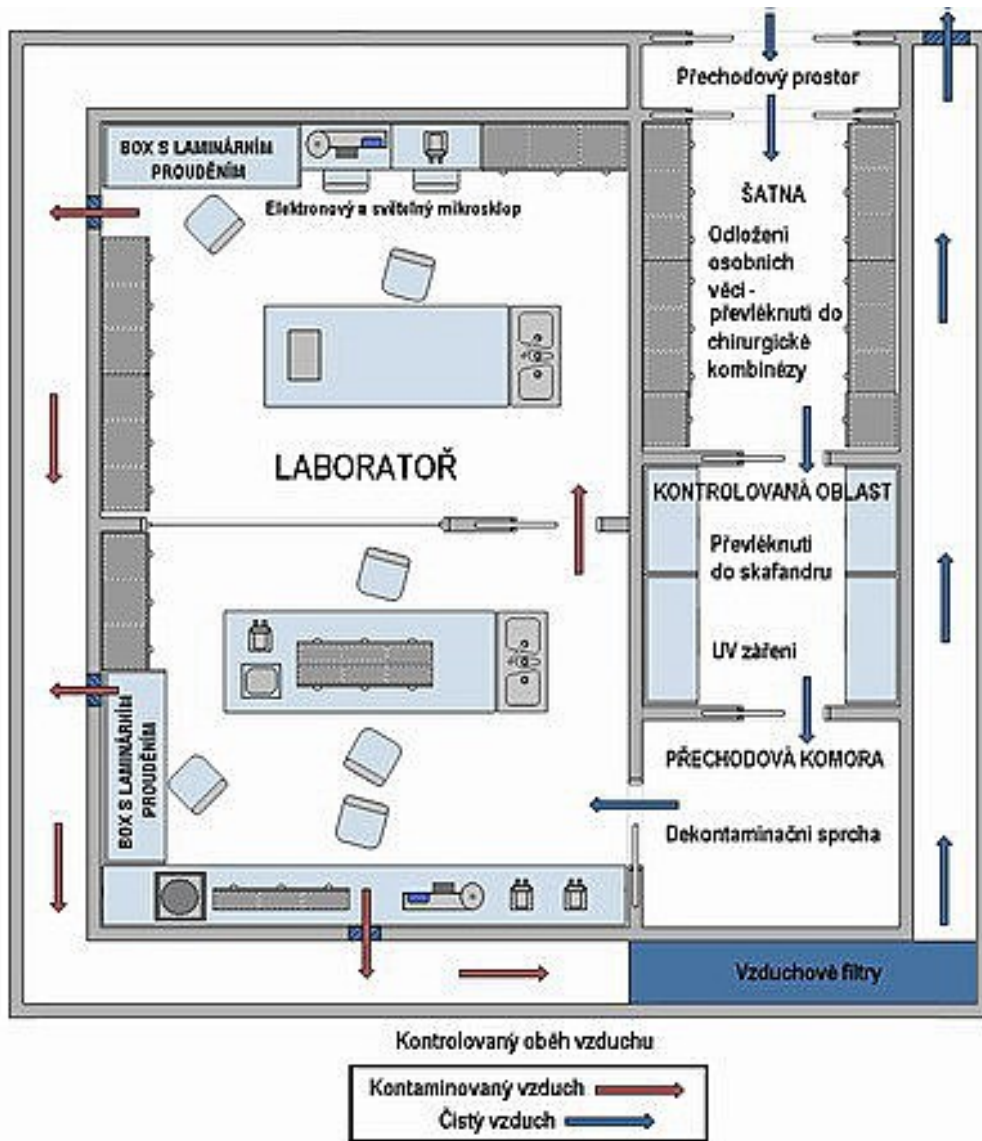 Přechodový prostor
BOX S LAMINÁRNÍM
PROUDĚNÍM
Elektronový a světelný mikrosklop
ŠATNA
Odložení
osobních
věcí -
převléknutí do
chirurgické
kombinézy
LABORATOŘ
KONTROLOVANÁ OBLAST
Převléknutí
do skafandru
UV záření
BOX S LAMINÁRNÍM
PROUDĚNÍM
PŘECHODOVÁ KOMORA
Dekontaminační sprcha
Vzduchové filtry
Kontrolovaný oběh vzduchu
Kontaminovaný vzduch
Čistý vzduch